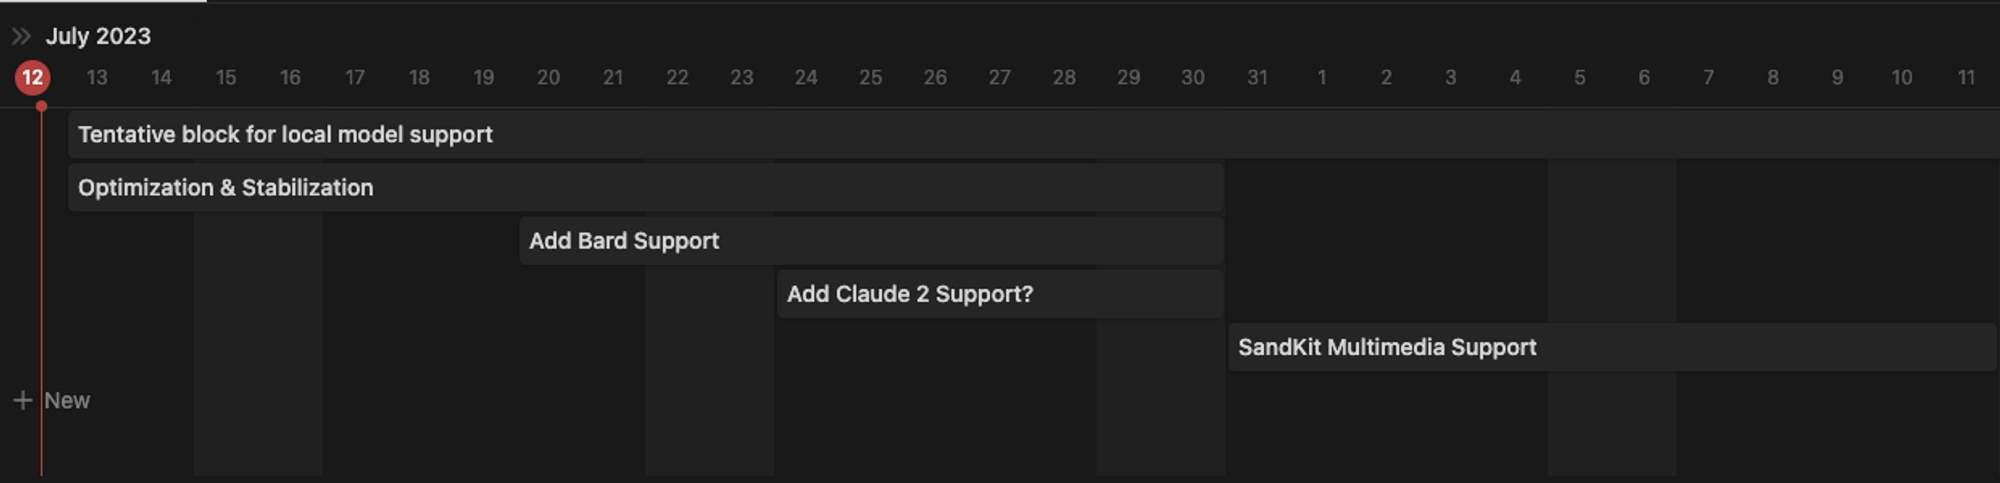 July 2023
12 13 14 15 16 17 18 19 20 21 22 23 24 25 26 27 28 29 30 31 1 2 3 4 5 6 7 8 9 10 11
Tentative block for local model support
Optimization & Stabilization
Add Bard Support
Add Claude 2 Support?
SandKit Multimedia Support
New